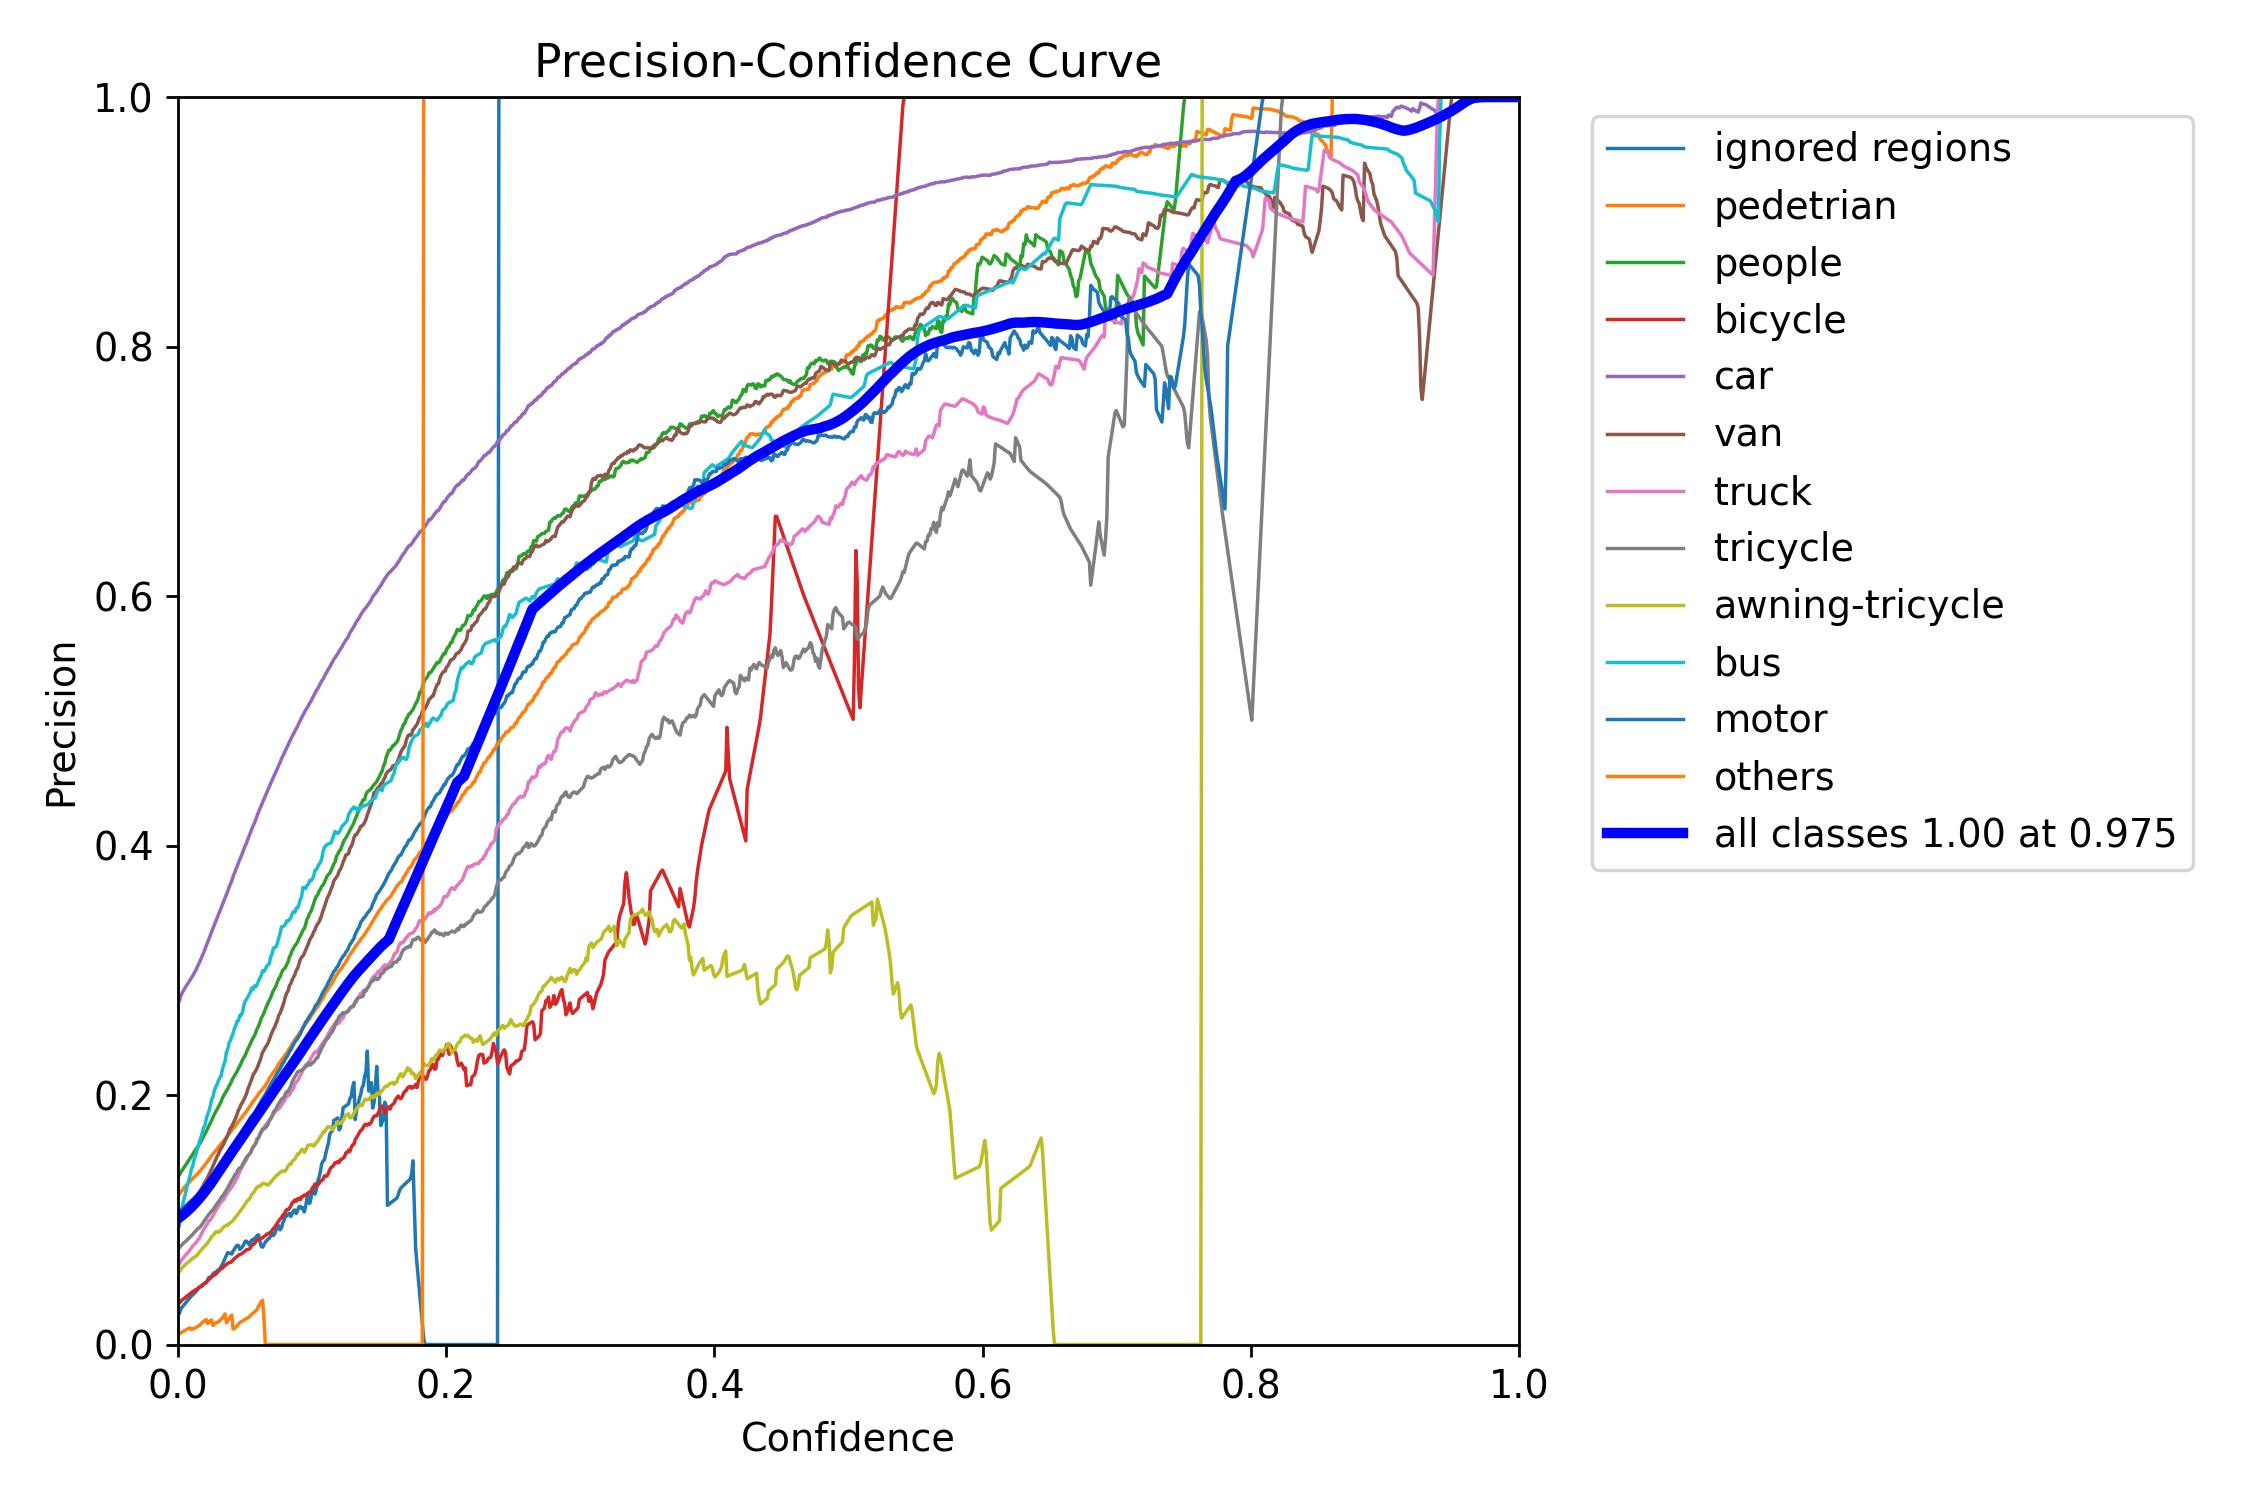 Precision-Confidence Curve
1.0
0.8
0.6
0.4
0.2
0.0
Precision
0.0 0.2 0.4 0.6 0.8 1.0
Confidence
ignored regions
pedetrian
people
bicycle
car
van
truck
tricycle
awning-tricycle
bus
motor
others
all classes 1.00 at 0.975